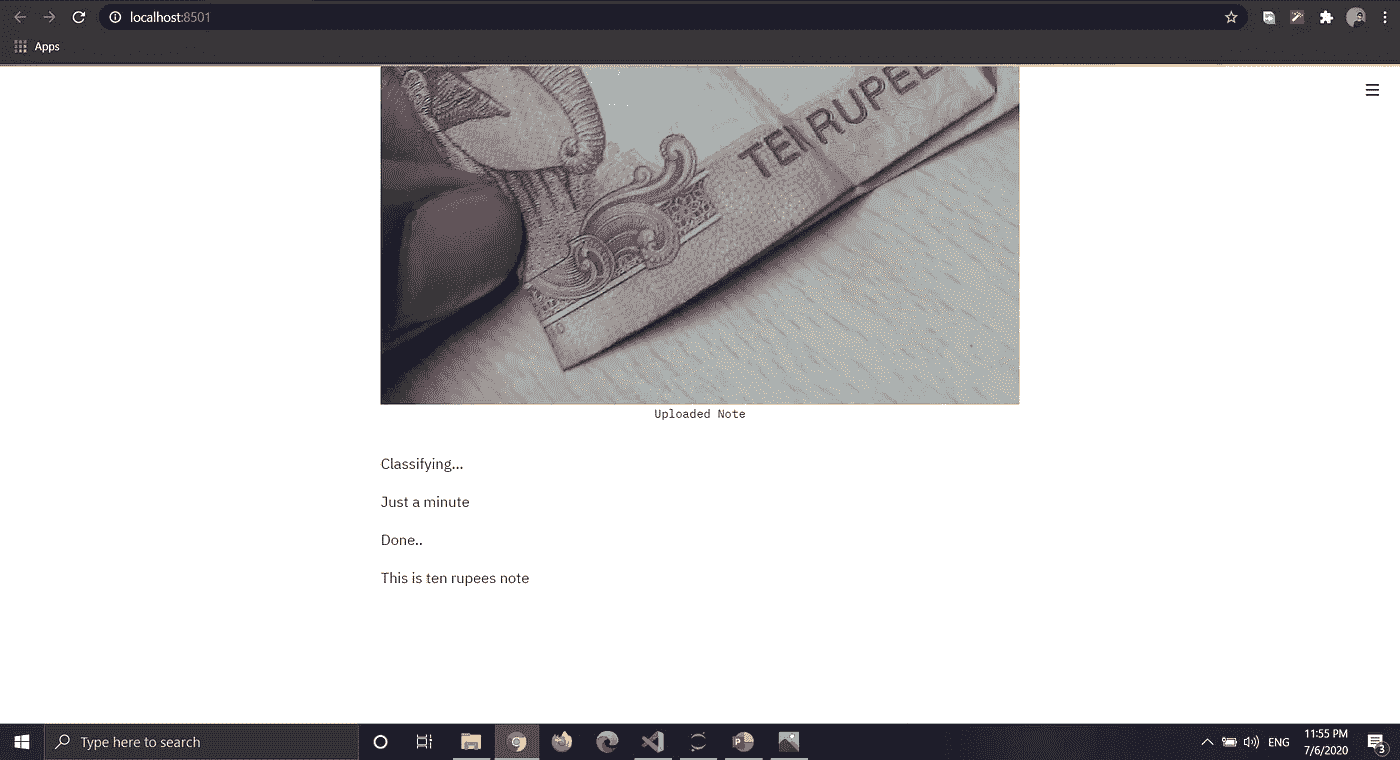 localhost:8501
Apps
TEN RUPEE
Uploaded Note
Classifying...
Just a minute
Done..
This is ten rupees note
Type here to search
ENG
11:55 PM
7/6/2020
3